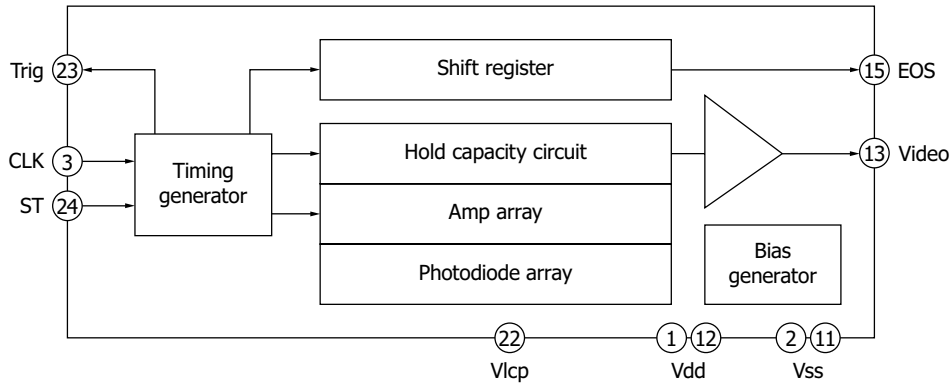 Trig 23
Shift register
15 EOS
CLK 3
Timing
generator
Hold capacity circuit
13 Video
ST 24
Amp array
Photodiode array
Bias
generator
22
Vlcp
1 12
Vdd
2 11
Vss